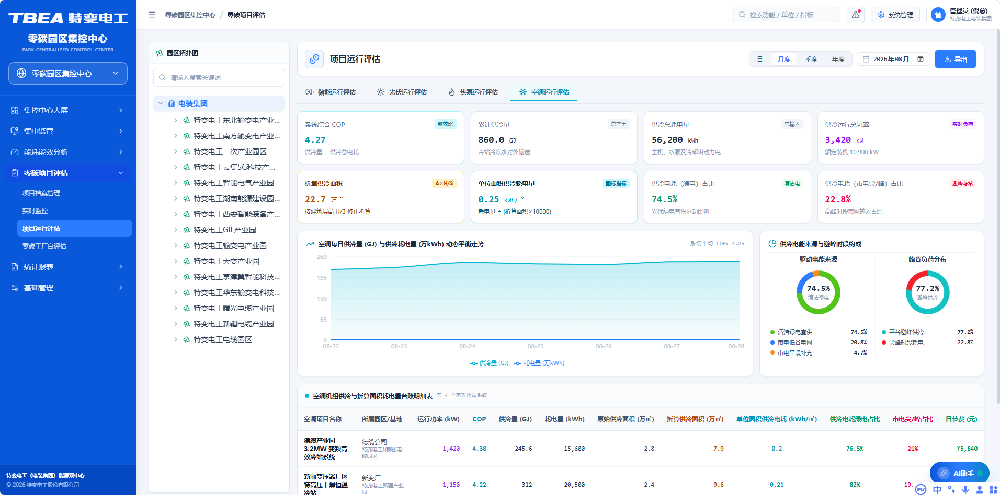 TBEA 特变电工
零碳园区集控中心
PARK CENTRALIZED CONTROL CENTER
零碳园区集控中心
集控中心大屏
集中监管
能耗能效分析
零碳项目评估
项目档案管理
实时监控
项目运行评估
零碳工厂自评估
统计报表
基础管理
特变电工（电装集团）能源双中心
© 2026 特变电工股份有限公司
零碳园区集控中心 / 零碳项目评估
搜索功能 / 单位 / 指标
系统管理
管
管理员 (倪总)
特变电工电装集团
园区拓扑图
请输入搜索关键词
电装集团
特变电工东北输变电产业...
特变电工南方输变电产业...
特变电工二次产业园区
特变电工云集5G科技产...
特变电工智能电气产业园
特变电工湖南能源建设园...
特变电工西安智能装备产...
特变电工GIL产业园
特变电工输变电产业园
特变电工天变产业园
特变电工京津冀智能科技...
特变电工华东输变电科技...
特变电工曙光电缆产业园
特变电工新疆电缆产业园
特变电工电缆园区
项目运行评估
日 月度 季度 年度
2026年08月
导出
储能运行评估 光伏运行评估 热泵运行评估 空调运行评估
系统综合 COP 能效比
4.27
供冷量 ÷ 供冷总电耗
累计供冷量 总产出
860.0 GJ
冷站冷冻水对外输送
供冷总耗电量 总输入
56,200 kWh
主机、水泵及冷却塔动力电
供冷运行总功率 实时负荷
3,420 kW
额定装机 10,900 kW
折算供冷面积 A×H/3
22.7 万㎡
按建筑层高 H/3 修正折算
单位面积供冷耗电量 国标指标
0.25 kWh/㎡
耗电量 ÷ (折算面积×10000)
供冷电耗（绿电）占比 清洁电
74.5%
光伏绿电直供驱动比例
供冷电耗（市电尖/峰）占比 避峰考核
22.8%
高峰时段市网输入占比
空调每日供冷量 (GJ) 与供冷耗电量 (万kWh) 动态平衡走势
系统平均 COP: 4.25
260
195
130
65
0
08-22 08-23 08-24 08-25 08-26 08-27 08-28
供冷量 (GJ) 耗电量 (万kWh)
供冷电能来源与避峰时段构成
驱动电能来源
74.5%
清洁绿电
清洁绿电直供 74.5%
市电低谷电网 20.8%
市电平段补充 4.7%
峰谷负荷分布
77.2%
避峰供冷
平谷避峰供冷 77.2%
尖峰时段耗电 22.8%
空调机组供冷与折算面积耗电量台账明细表 共 4 个高效冷站系统
空调项目名称 所属园区/基地 运行功率 (kW) COP 供冷量 (GJ) 耗电量 (kWh) 原始供冷面积 (万㎡) 折算供冷面积 (万㎡) 单位面积供冷电耗 (kWh/㎡) 供冷电耗绿电占比 市电尖/峰占比 日节费 (元)
德缆产业园
3.2MW 变频高
效冷站系统
德缆公司
特变电工(德阳)电
缆园区
1,420 4.38 245.6 15,600 2.8 7.9 0.2 76.5% 21% ¥5,840
新疆变压器厂区
特高压干燥恒温
冷站
新变厂
特变电工新疆产业
园
1,150 4.22 312 20,500 2.4 9.6 0.21 82% 19.
AI助手
iFLY 中